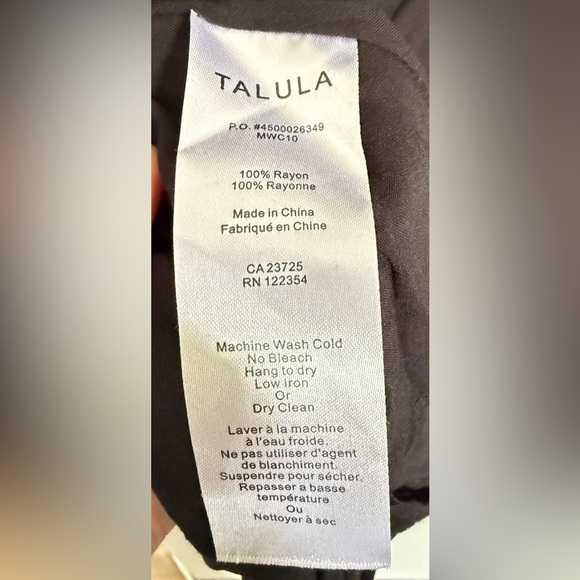 TALULA
P.O. #4500026349
MWC10
100% Rayon
100% Rayonne
Made in China
Fabriqué en Chine
CA 23725
RN 122354
Machine Wash Cold
No Bleach
Hang to dry
Low Iron
Or
Dry Clean
Laver à la machine
à l'eau froide.
Ne pas utiliser d'agent
de blanchiment.
Suspendre pour sécher.
Repasser a basse
température
Ou
Nettoyer à sec